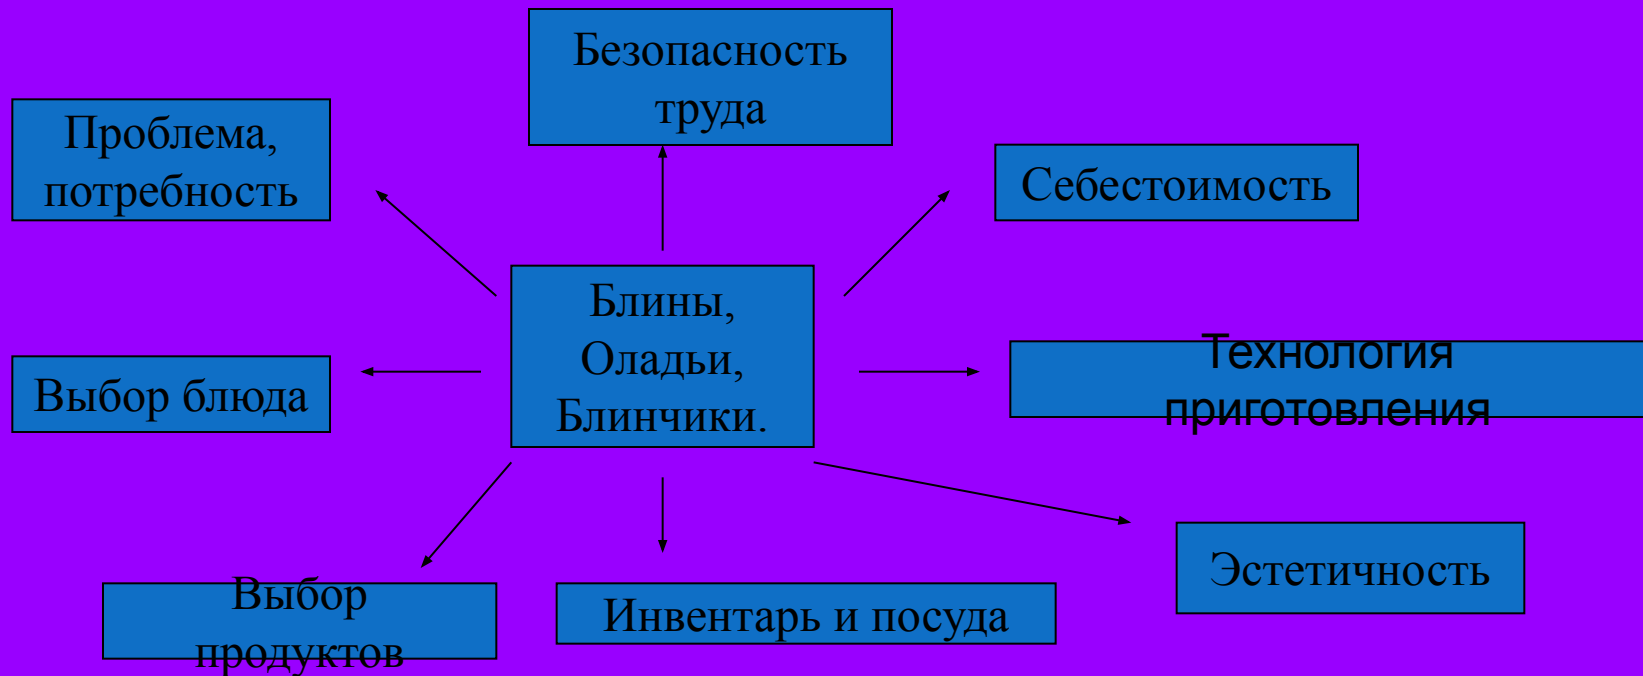 Безопасность
труда
Проблема,
потребность
Себестоимость
Блины,
Оладьи,
Блинчики.
Выбор блюда
Технология
приготовления
Эстетичность
Выбор
продуктов
Инвентарь и посуда